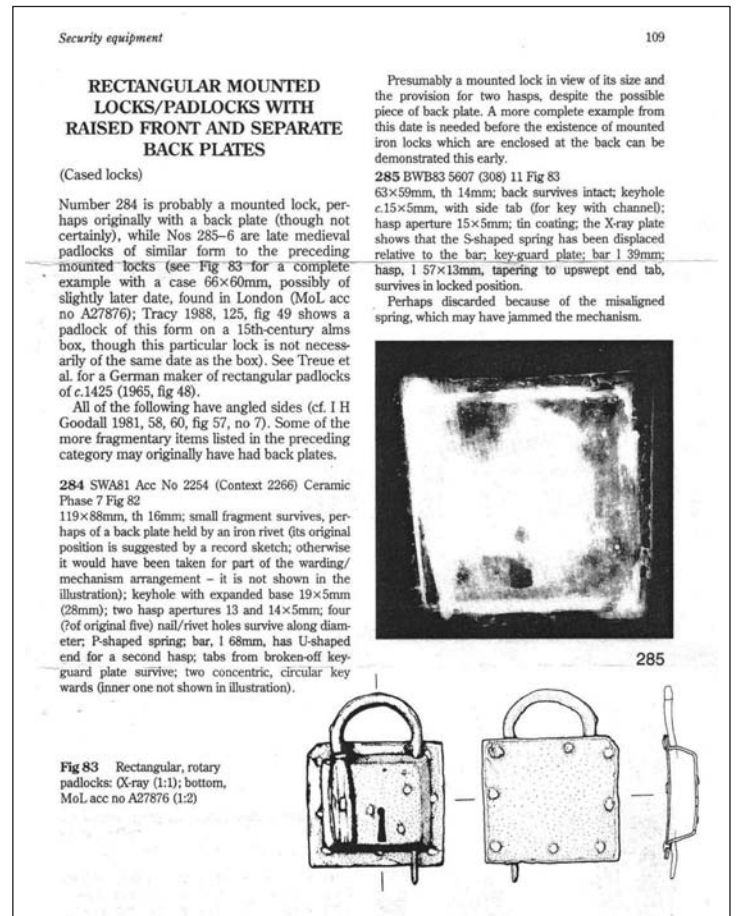 Security equipment
109
RECTANGULAR MOUNTED
LOCKS/PADLOCKS WITH
RAISED FRONT AND SEPARATE
BACK PLATES
(Cased locks)
Number 284 is probably a mounted lock, per-
haps originally with a back plate (though not
certainly), while Nos 285–6 are late medieval
padlocks of similar form to the preceding
mounted locks (see Fig 83 for a complete
example with a case 66×60mm, possibly of
slightly later date, found in London (MoL acc
no A27876); Tracy 1988, 125, fig 49 shows a
padlock of this form on a 15th-century alms
box, though this particular lock is not necess-
arily of the same date as the box). See Treue et
al. for a German maker of rectangular padlocks
of c.1425 (1965, fig 48).
All of the following have angled sides (cf. I H
Goodall 1981, 58, 60, fig 57, no 7). Some of the
more fragmentary items listed in the preceding
category may originally have had back plates.
284 SWA81 Acc No 2254 (Context 2266) Ceramic
Phase 7 Fig 82
119×88mm, th 16mm; small fragment survives, per-
haps of a back plate held by an iron rivet (its original
position is suggested by a record sketch; otherwise
it would have been taken for part of the warding/
mechanism arrangement – it is not shown in the
illustration); keyhole with expanded base 19×5mm
(28mm); two hasp apertures 13 and 14×5mm; four
(?of original five) nail/rivet holes survive along diam-
eter; P-shaped spring; bar, l 68mm, has U-shaped
end for a second hasp; tabs from broken-off key-
guard plate survive; two concentric, circular key
wards (inner one not shown in illustration).
Presumably a mounted lock in view of its size and
the provision for two hasps, despite the possible
piece of back plate. A more complete example from
this date is needed before the existence of mounted
iron locks which are enclosed at the back can be
demonstrated this early.
285 BWB83 5607 (308) 11 Fig 83
63×59mm, th 14mm; back survives intact; keyhole
c.15×5mm, with side tab (for key with channel);
hasp aperture 15×5mm; tin coating; the X-ray plate
shows that the S-shaped spring has been displaced
relative to the bar; key-guard plate; bar l 39mm;
hasp, l 57×13mm, tapering to upswept end tab,
survives in locked position.
Perhaps discarded because of the misaligned
spring, which may have jammed the mechanism.
285
Fig 83 Rectangular, rotary
padlocks: (X-ray (1:1); bottom,
MoL acc no A27876 (1:2)